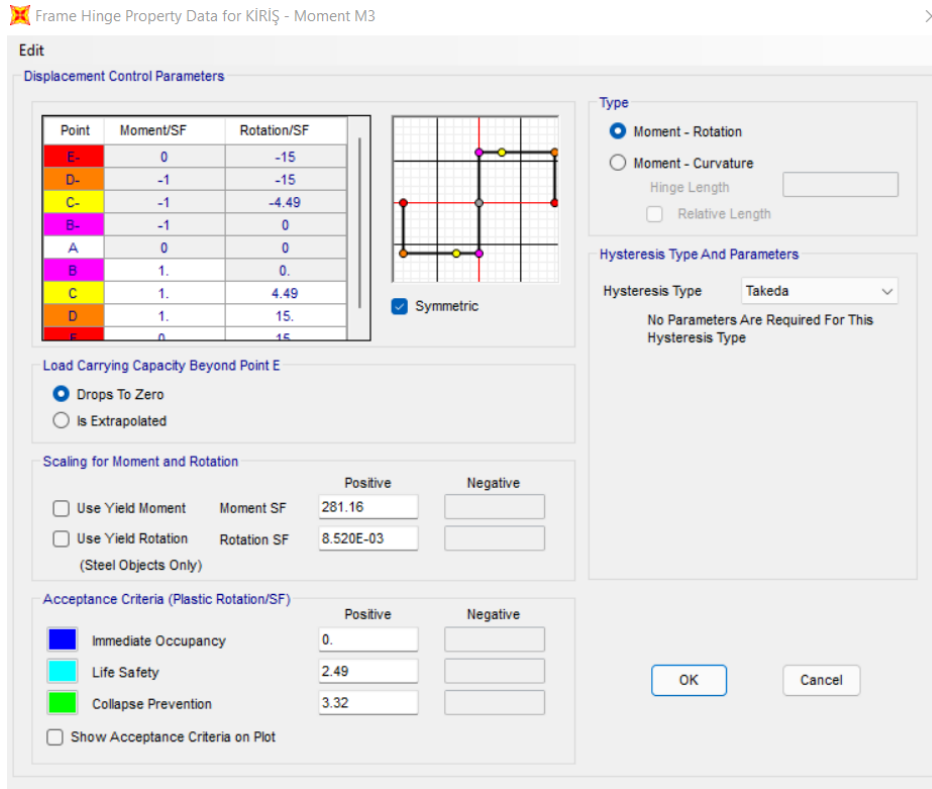 Frame Hinge Property Data for KİRİŞ - Moment M3
Edit
Displacement Control Parameters
Point Moment/SF Rotation/SF
E- 0 -15
D- -1 -15
C- -1 -4.49
B- -1 0
A 0 0
B 1. 0.
C 1. 4.49
D 1. 15.
E 0. 15.
Symmetric
Load Carrying Capacity Beyond Point E
Drops To Zero
Is Extrapolated
Scaling for Moment and Rotation
Positive Negative
Use Yield Moment Moment SF 281.16
Use Yield Rotation Rotation SF 8.520E-03
(Steel Objects Only)
Acceptance Criteria (Plastic Rotation/SF)
Positive Negative
Immediate Occupancy 0.
Life Safety 2.49
Collapse Prevention 3.32
Show Acceptance Criteria on Plot
Type
Moment - Rotation
Moment - Curvature
Hinge Length
Relative Length
Hysteresis Type And Parameters
Hysteresis Type Takeda
No Parameters Are Required For This
Hysteresis Type
OK Cancel